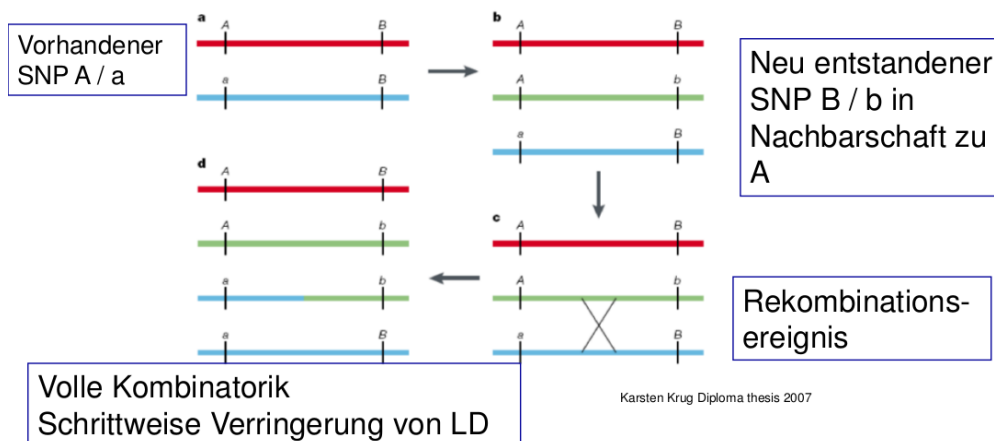 Vorhandener
SNP A / a
a
A
B
a
B
b
A
B
A
b
a
B
Neu entstandener
SNP B / b in
Nachbarschaft zu
A
c
A
B
A
b
a
B
Rekombinations-
ereignis
d
A
B
A
b
a
b
a
B
Volle Kombinatorik
Schrittweise Verringerung von LD
Karsten Krug Diploma thesis 2007